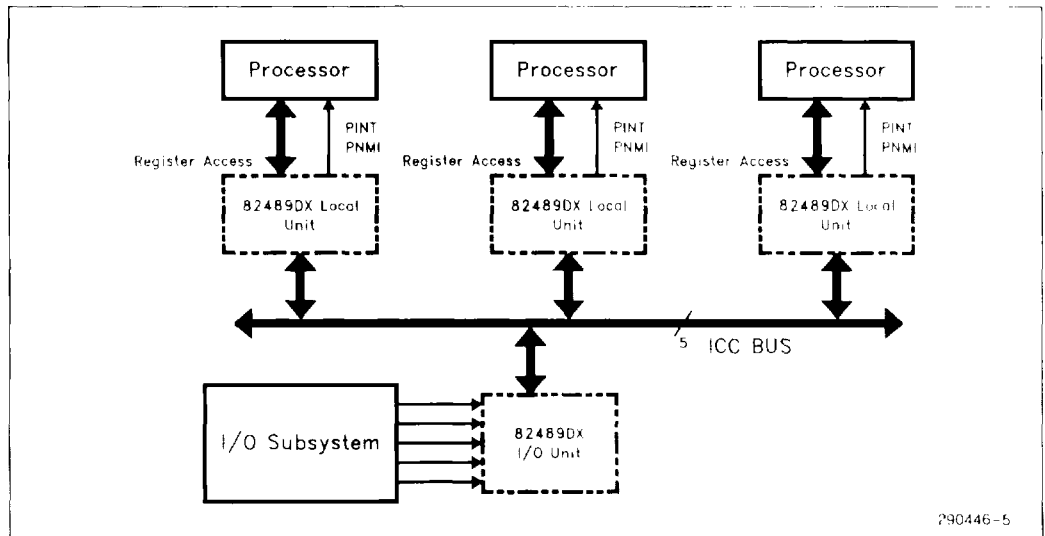 Processor
Processor
Processor
PINT
PNMI
PINT
PNMI
PINT
PNMI
Register Access
Register Access
Register Access
82489DX Local
Unit
82489DX Local
Unit
82489DX Local
Unit
5
ICC BUS
I/O Subsystem
82489DX
I/O Unit
290446-5